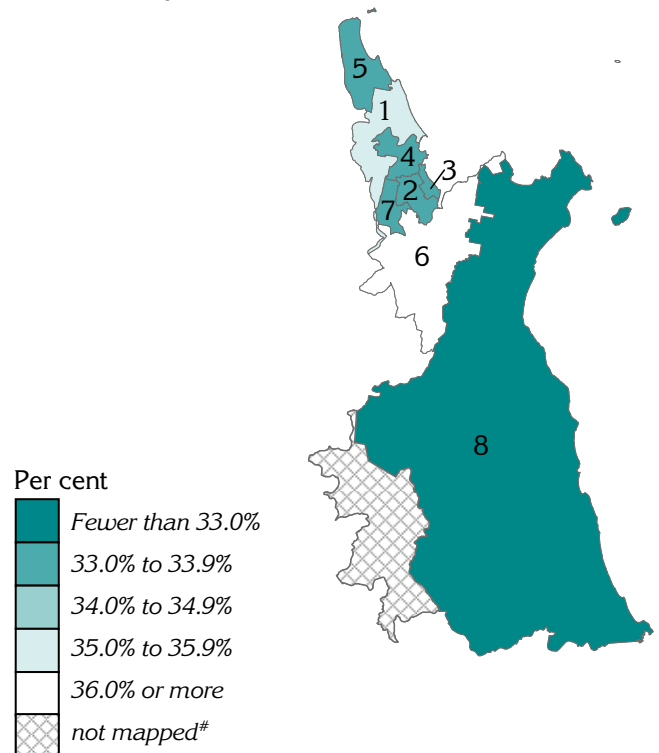 5
1
4
3
2
7
6
8
Per cent
Fewer than 33.0%
33.0% to 33.9%
34.0% to 34.9%
35.0% to 35.9%
36.0% or more
not mapped#